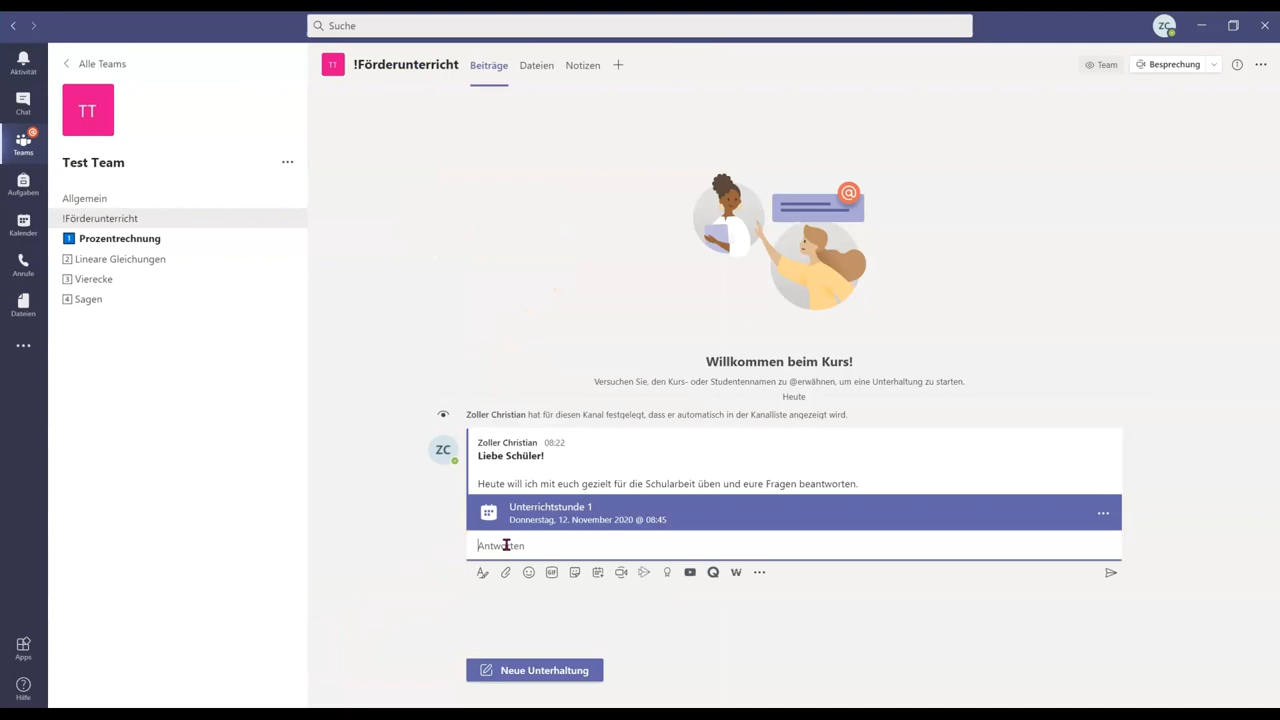 Suche
ZC
Aktivität
Chat
Teams
Aufgaben
Kalender
Anrufe
Dateien
Apps
Hilfe
Alle Teams
TT
Test Team
Allgemein
!Förderunterricht
1 Prozentrechnung
2 Lineare Gleichungen
3 Vierecke
4 Sagen
TT
!Förderunterricht
Beiträge
Dateien
Notizen
Team
Besprechung
@
Willkommen beim Kurs!
Versuchen Sie, den Kurs- oder Studentennamen zu @erwähnen, um eine Unterhaltung zu starten.
Heute
Zoller Christian hat für diesen Kanal festgelegt, dass er automatisch in der Kanalliste angezeigt wird.
ZC
Zoller Christian 08:22
Liebe Schüler!
Heute will ich mit euch gezielt für die Schularbeit üben und eure Fragen beantworten.
Unterrichtstunde 1
Donnerstag, 12. November 2020 @ 08:45
Antworten
GIF
Neue Unterhaltung